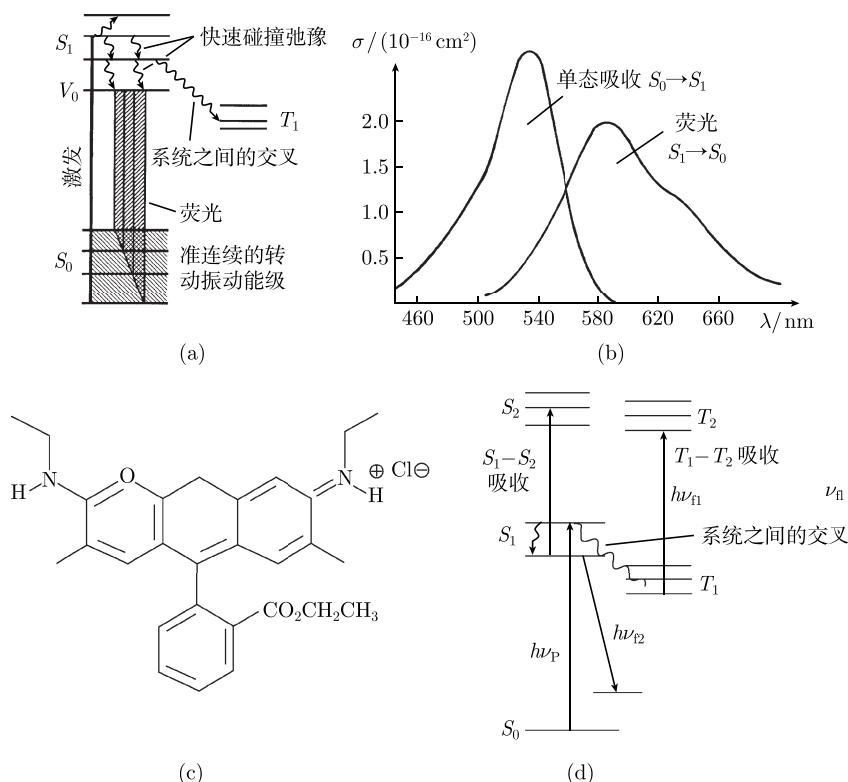 S₁
快速碰撞弛豫
V₀
T₁
系统之间的交叉
激发
荧光
S₀
准连续的转
动振动能级
(a)
σ/(10⁻¹⁶ cm²)
单态吸收 S₀→S₁
2.0
荧光
S₁→S₀
1.5
1.0
0.5
460 500 540 580 620 660 λ/nm
(b)
H N O N H ⊕ Cl⊖
CO₂CH₂CH₃
(c)
S₂
T₂
S₁−S₂
吸收
T₁−T₂ 吸收
hνf1
νfl
S₁
系统之间的交叉
T₁
hνf2
hνP
S₀
(d)